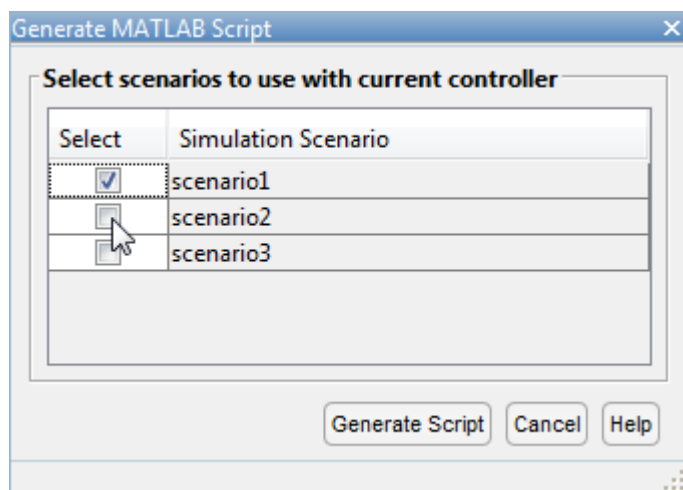 Generate MATLAB Script
Select scenarios to use with current controller
Select Simulation Scenario
scenario1
scenario2
scenario3
Generate Script Cancel Help